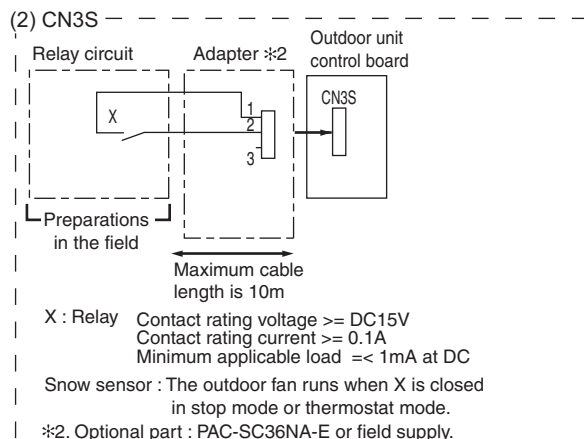 (2) CN3S
Relay circuit
Adapter ✻2
Outdoor unit
control board
X
1
2
3
CN3S
Preparations
in the field
Maximum cable
length is 10m
X : Relay
Contact rating voltage >= DC15V
Contact rating current >= 0.1A
Minimum applicable load =< 1mA at DC
Snow sensor : The outdoor fan runs when X is closed
in stop mode or thermostat mode.
✻2. Optional part : PAC-SC36NA-E or field supply.